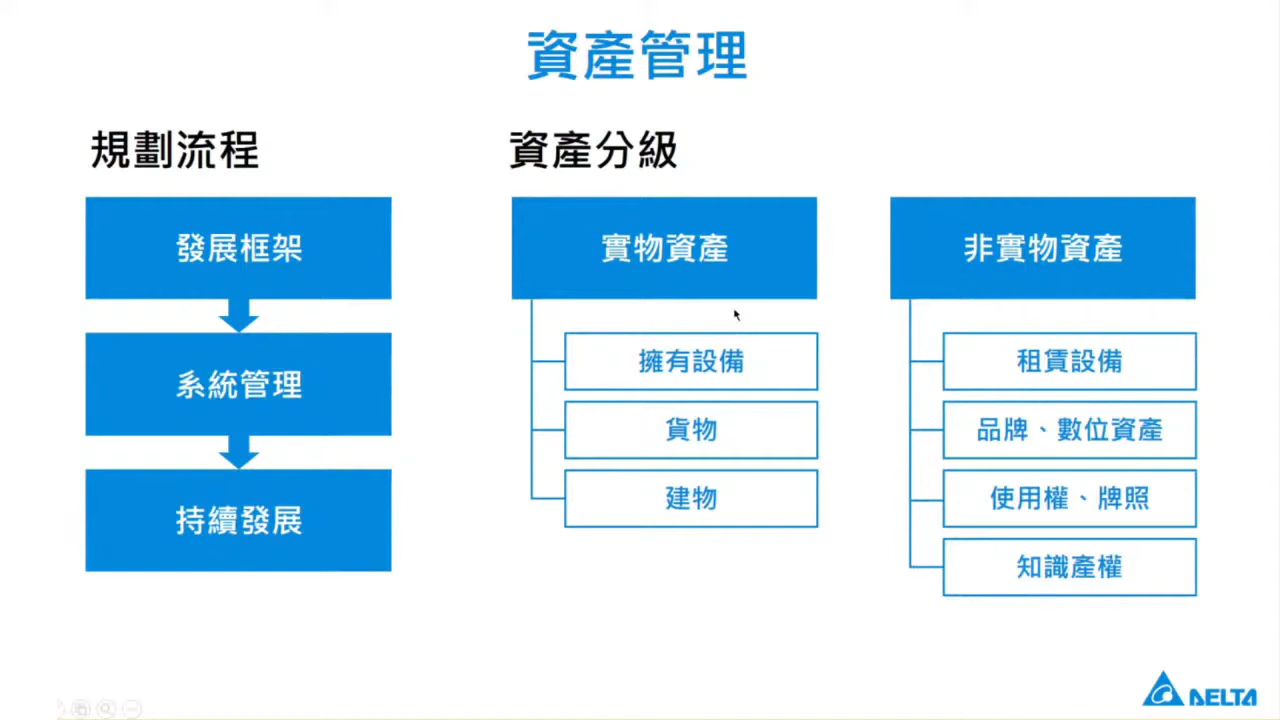 資產管理
規劃流程
發展框架
系統管理
持續發展
資產分級
實物資產
擁有設備
貨物
建物
非實物資產
租賃設備
品牌、數位資產
使用權、牌照
知識產權
DELTA